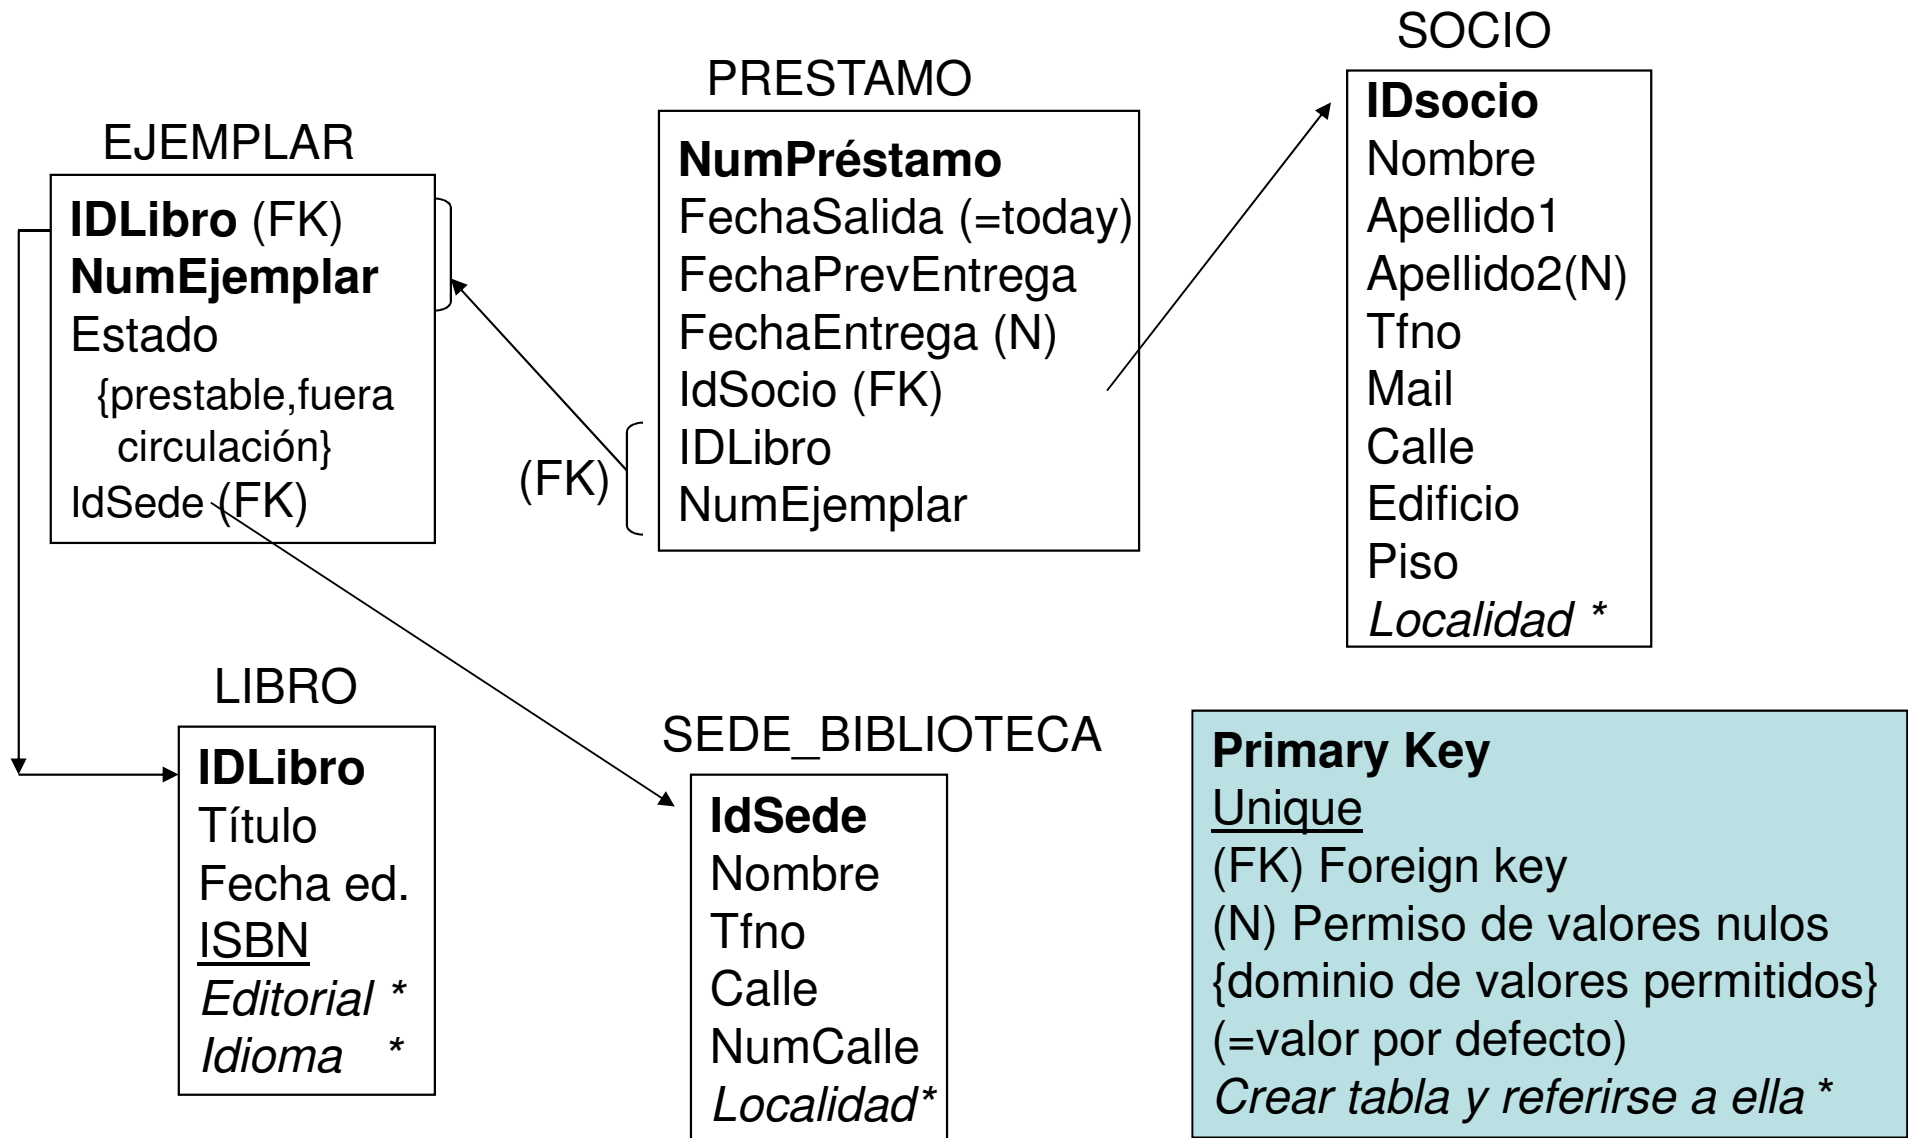 EJEMPLAR
IDLibro (FK)
NumEjemplar
Estado
{prestable,fuera
circulación}
IdSede (FK)
PRESTAMO
NumPréstamo
FechaSalida (=today)
FechaPrevEntrega
FechaEntrega (N)
IdSocio (FK)
IDLibro
NumEjemplar
(FK)
SOCIO
IDsocio
Nombre
Apellido1
Apellido2(N)
Tfno
Mail
Calle
Edificio
Piso
Localidad *
LIBRO
IDLibro
Título
Fecha ed.
ISBN
Editorial *
Idioma *
SEDE_BIBLIOTECA
IdSede
Nombre
Tfno
Calle
NumCalle
Localidad*
Primary Key
Unique
(FK) Foreign key
(N) Permiso de valores nulos
{dominio de valores permitidos}
(=valor por defecto)
Crear tabla y referirse a ella *